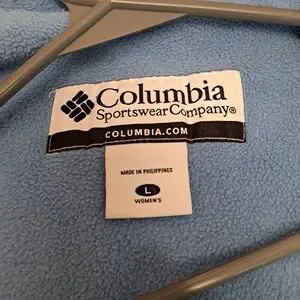 Columbia
Sportswear Company®
COLUMBIA.COM
MADE IN PHILIPPINES
L
WOMEN'S